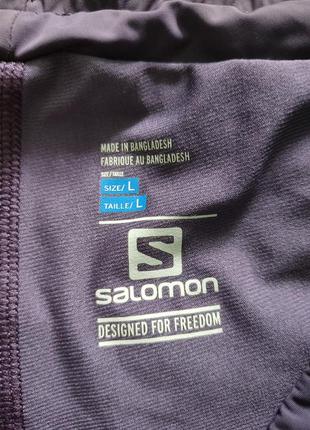 MADE IN BANGLADESH
FABRIQUE AU BANGLADESH
SIZE/TAILLE
SIZE/ L
TAILLE/ L
S
SALOMON
DESIGNED FOR FREEDOM